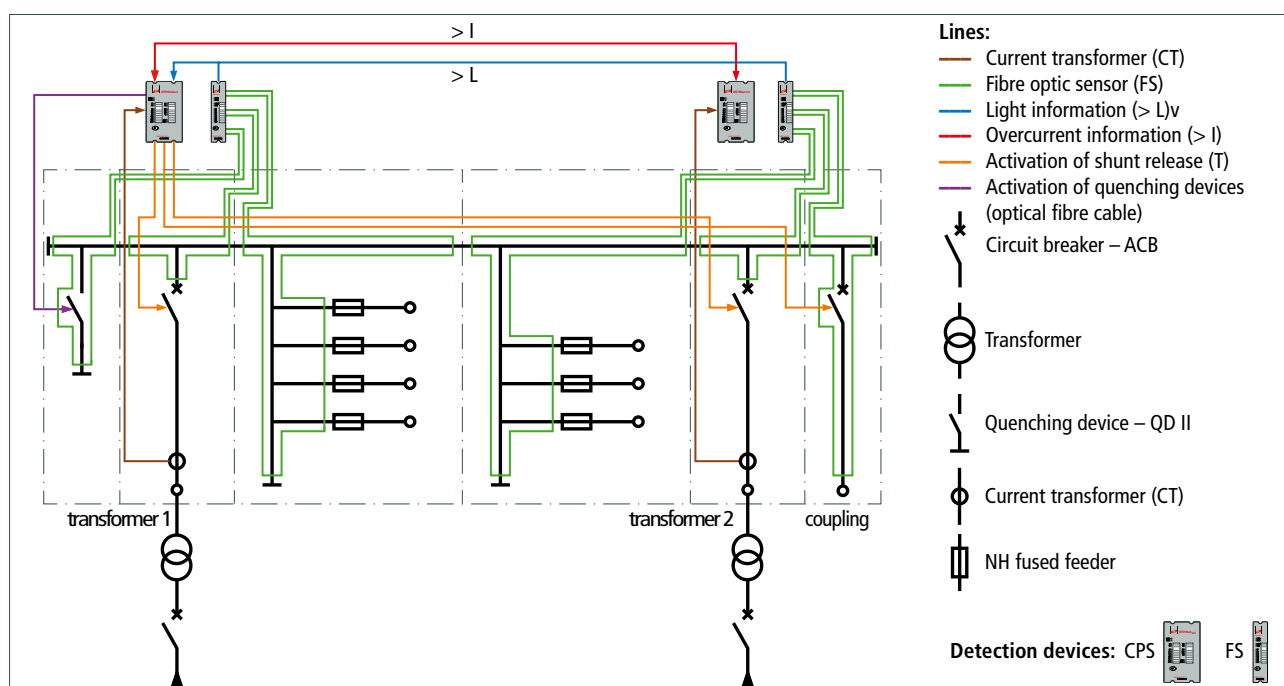 > I
> L
transformer 1
transformer 2
coupling
Lines:
Current transformer (CT)
Fibre optic sensor (FS)
Light information (> L)v
Overcurrent information (> I)
Activation of shunt release (T)
Activation of quenching devices
(optical fibre cable)
Circuit breaker – ACB
Transformer
Quenching device – QD II
Current transformer (CT)
NH fused feeder
Detection devices: CPS FS